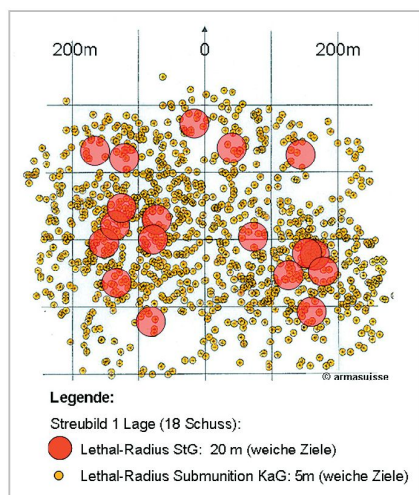 200m 0 200m
© armasuisse
Legende:
Streubild 1 Lage (18 Schuss):
Lethal-Radius StG: 20 m (weiche Ziele)
Lethal-Radius Submunition KaG: 5m (weiche Ziele)